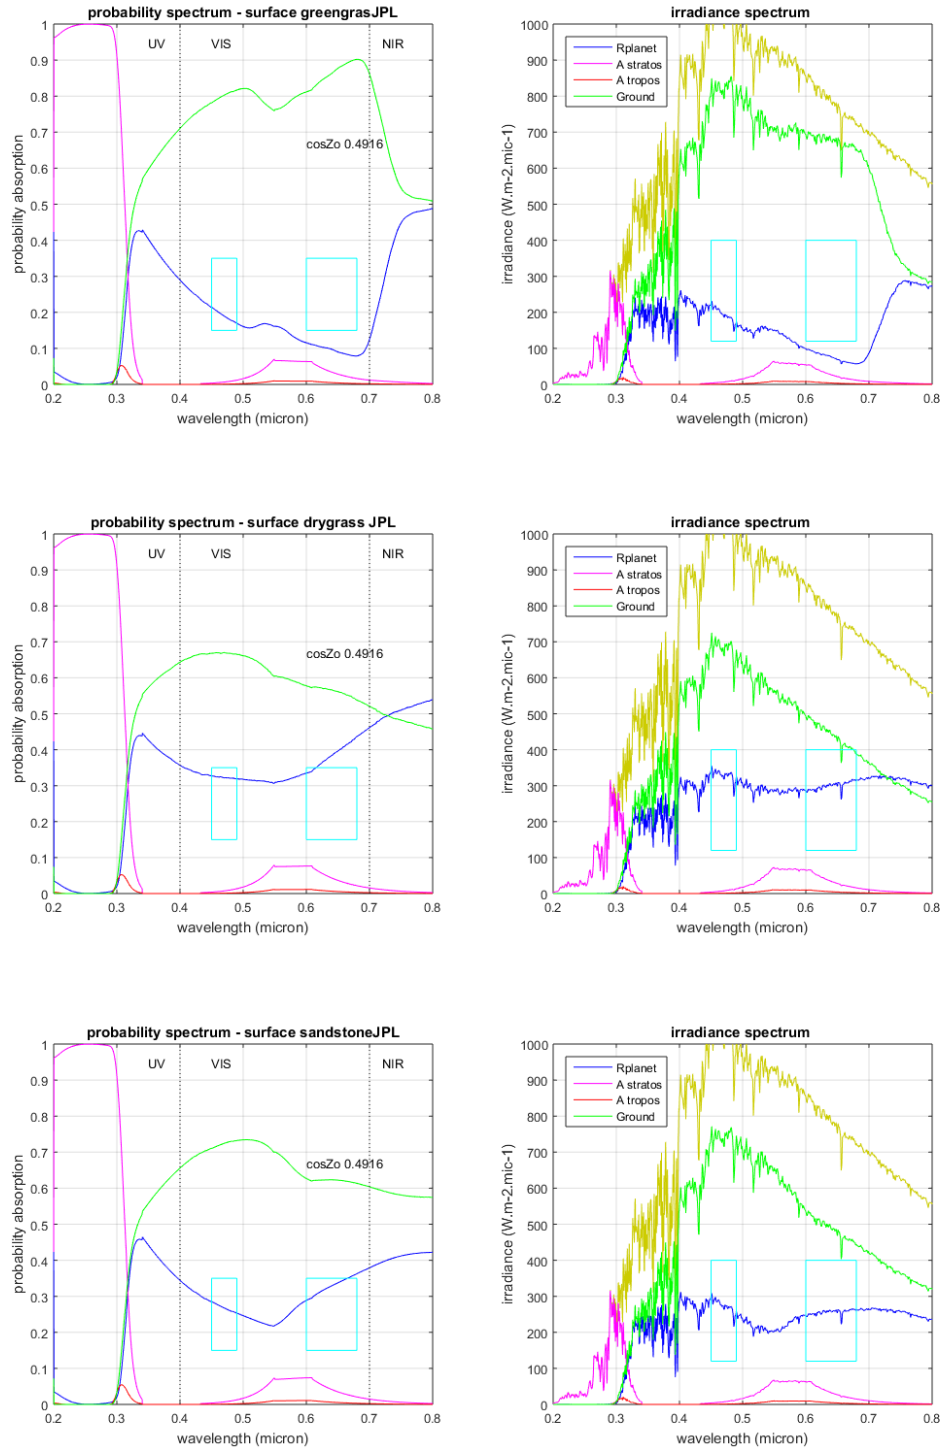 probability spectrum - surface greengrasJPL
irradiance spectrum
1
0.9
0.8
0.7
0.6
0.5
0.4
0.3
0.2
0.1
0
probability absorption
UV
VIS
NIR
cosZo 0.4916
0.2
0.3
0.4
0.5
0.6
0.7
0.8
wavelength (micron)
1000
900
800
700
600
500
400
300
200
100
0
irradiance (W.m-2.mic-1)
Rplanet
A stratos
A tropos
Ground
0.2
0.3
0.4
0.5
0.6
0.7
0.8
wavelength (micron)
probability spectrum - surface drygrass JPL
irradiance spectrum
1
0.9
0.8
0.7
0.6
0.5
0.4
0.3
0.2
0.1
0
probability absorption
UV
VIS
NIR
cosZo 0.4916
0.2
0.3
0.4
0.5
0.6
0.7
0.8
wavelength (micron)
1000
900
800
700
600
500
400
300
200
100
0
irradiance (W.m-2.mic-1)
Rplanet
A stratos
A tropos
Ground
0.2
0.3
0.4
0.5
0.6
0.7
0.8
wavelength (micron)
probability spectrum - surface sandstoneJPL
irradiance spectrum
1
0.9
0.8
0.7
0.6
0.5
0.4
0.3
0.2
0.1
0
probability absorption
UV
VIS
NIR
cosZo 0.4916
0.2
0.3
0.4
0.5
0.6
0.7
0.8
wavelength (micron)
1000
900
800
700
600
500
400
300
200
100
0
irradiance (W.m-2.mic-1)
Rplanet
A stratos
A tropos
Ground
0.2
0.3
0.4
0.5
0.6
0.7
0.8
wavelength (micron)